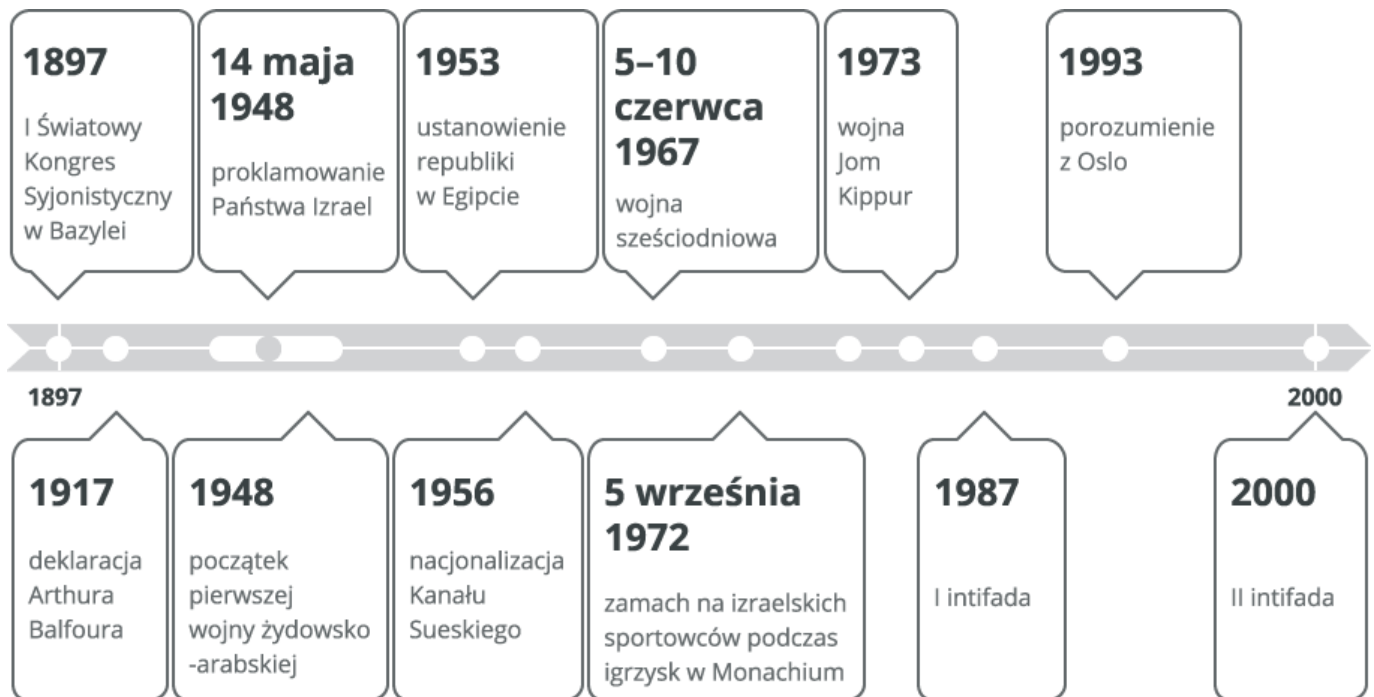 1897
I Światowy
Kongres
Syjonistyczny
w Bazylei
14 maja
1948
proklamowanie
Państwa Izrael
1953
ustanowienie
republiki
w Egipcie
5–10
czerwca
1967
wojna
sześciodniowa
1973
wojna
Jom
Kippur
1993
porozumienie
z Oslo
1897
2000
1917
deklaracja
Arthura
Balfoura
1948
początek
pierwszej
wojny żydowsko
-arabskiej
1956
nacjonalizacja
Kanału
Sueskiego
5 września
1972
zamach na izraelskich
sportowców podczas
igrzysk w Monachium
1987
I intifada
2000
II intifada